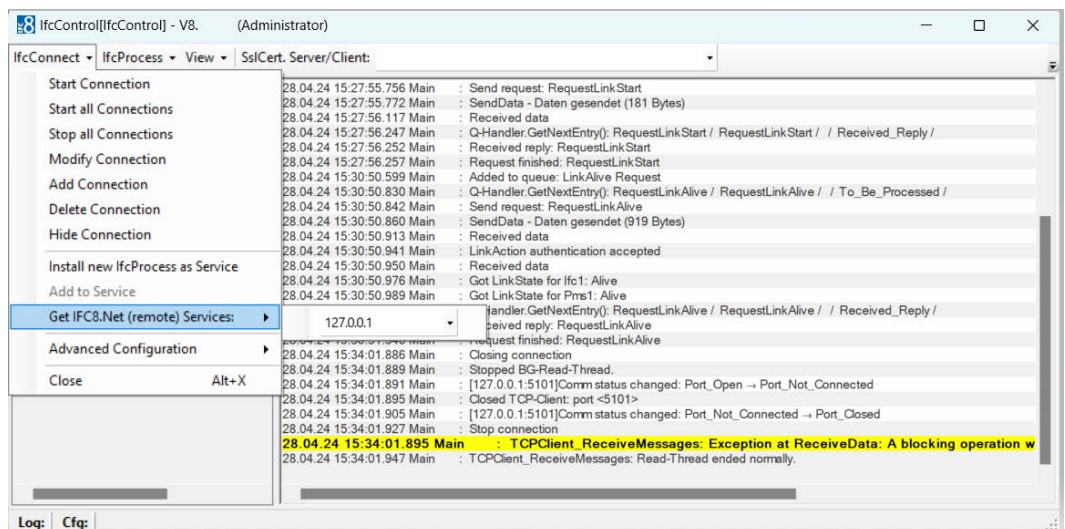 IfcControl[IfcControl] - V8. (Administrator)
IfcConnect IfcProcess View SslCert. Server/Client:
Start Connection
Start all Connections
Stop all Connections
Modify Connection
Add Connection
Delete Connection
Hide Connection
Install new IfcProcess as Service
Add to Service
Get IFC8.Net (remote) Services:
127.0.0.1
Advanced Configuration
Close Alt+X
28.04.24 15:27:55.756 Main : Send request: RequestLinkStart
28.04.24 15:27:55.772 Main : SendData - Daten gesendet (181 Bytes)
28.04.24 15:27:56.117 Main : Received data
28.04.24 15:27:56.247 Main : Q-Handler.GetNextEntry(): RequestLinkStart / RequestLinkStart / / Received_Reply /
28.04.24 15:27:56.252 Main : Received reply: RequestLinkStart
28.04.24 15:27:56.257 Main : Request finished: RequestLinkStart
28.04.24 15:30:50.599 Main : Added to queue: LinkAlive Request
28.04.24 15:30:50.830 Main : Q-Handler.GetNextEntry(): RequestLinkAlive / RequestLinkAlive / / To_Be_Processed /
28.04.24 15:30:50.842 Main : Send request: RequestLinkAlive
28.04.24 15:30:50.860 Main : SendData - Daten gesendet (919 Bytes)
28.04.24 15:30:50.913 Main : Received data
28.04.24 15:30:50.941 Main : LinkAction authentication accepted
28.04.24 15:30:50.950 Main : Received data
28.04.24 15:30:50.976 Main : Got LinkState for Ifc1: Alive
28.04.24 15:30:50.989 Main : Got LinkState for Pms1: Alive
Handler.GetNextEntry(): RequestLinkAlive / RequestLinkAlive / / Received_Reply /
ceived reply: RequestLinkAlive
Request finished: RequestLinkAlive
28.04.24 15:34:01.886 Main : Closing connection
28.04.24 15:34:01.889 Main : Stopped BG-Read-Thread.
28.04.24 15:34:01.891 Main : [127.0.0.1:5101]Comm status changed: Port_Open → Port_Not_Connected
28.04.24 15:34:01.895 Main : Closed TCP-Client: port <5101>
28.04.24 15:34:01.905 Main : [127.0.0.1:5101]Comm status changed: Port_Not_Connected → Port_Closed
28.04.24 15:34:01.927 Main : Stop connection
28.04.24 15:34:01.895 Main : TCPClient_ReceiveMessages: Exception at ReceiveData: A blocking operation w
28.04.24 15:34:01.947 Main : TCPClient_ReceiveMessages: Read-Thread ended normally.
Log: Cfg: